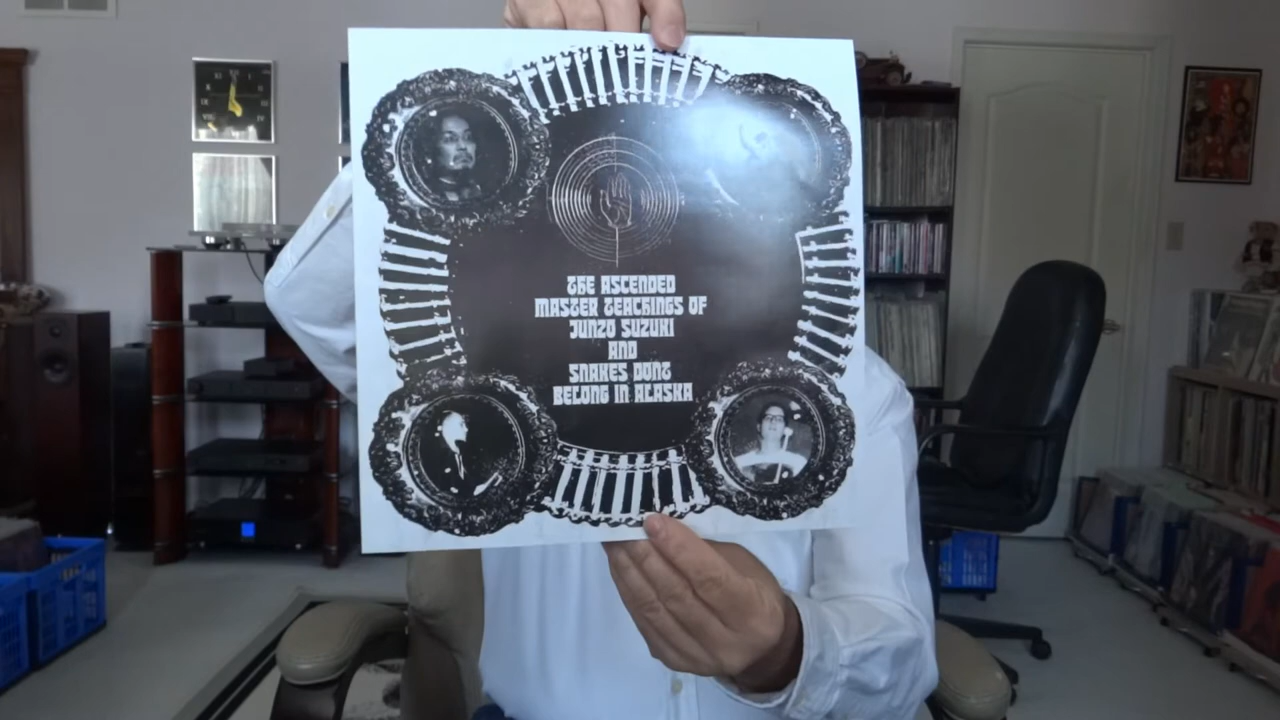 THE ASCENDED
MASTER TEACHINGS OF
JUNZO SUZUKI
AND
SNAKES DONT
BELONG IN ALASKA